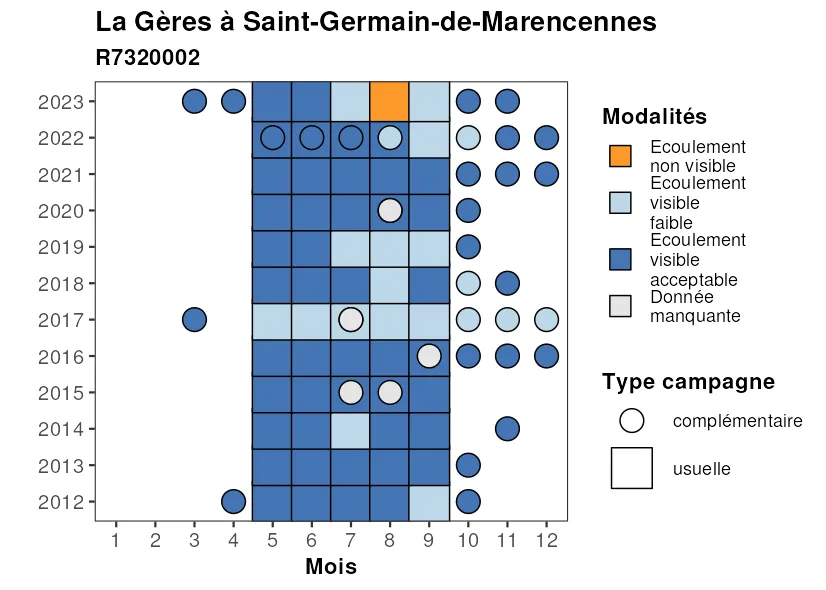 La Gères à Saint-Germain-de-Marencennes
R7320002
2023
2022
2021
2020
2019
2018
2017
2016
2015
2014
2013
2012
1 2 3 4 5 6 7 8 9 10 11 12
Mois
Modalités
Ecoulement
non visible
Ecoulement
visible
faible
Ecoulement
visible
acceptable
Donnée
manquante
Type campagne
complémentaire
usuelle